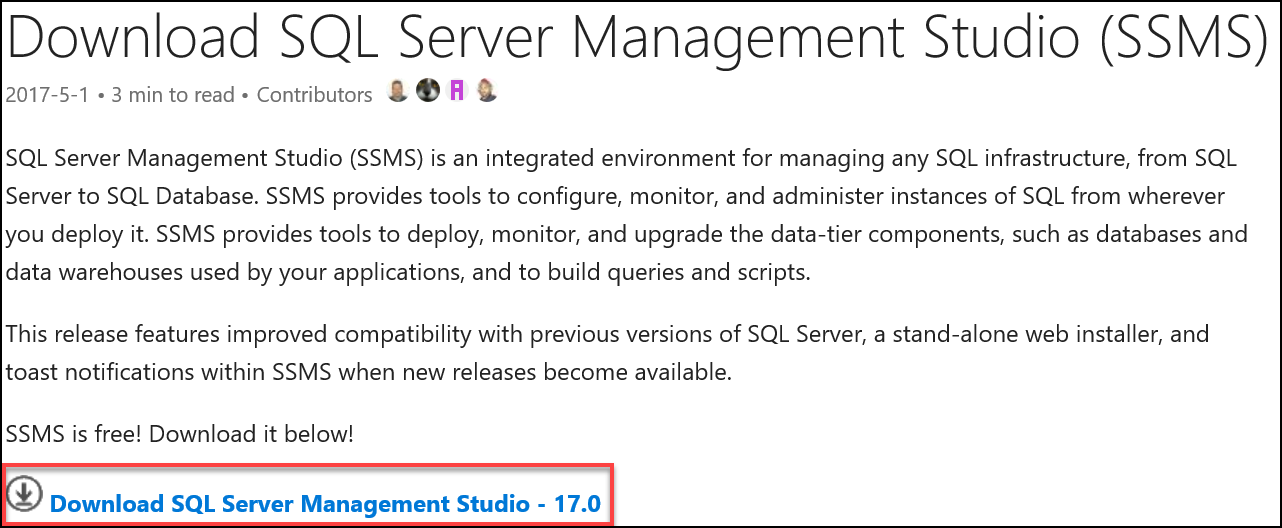 Download SQL Server Management Studio (SSMS)
2017-5-1 • 3 min to read • Contributors
SQL Server Management Studio (SSMS) is an integrated environment for managing any SQL infrastructure, from SQL
Server to SQL Database. SSMS provides tools to configure, monitor, and administer instances of SQL from wherever
you deploy it. SSMS provides tools to deploy, monitor, and upgrade the data-tier components, such as databases and
data warehouses used by your applications, and to build queries and scripts.
This release features improved compatibility with previous versions of SQL Server, a stand-alone web installer, and
toast notifications within SSMS when new releases become available.
SSMS is free! Download it below!
Download SQL Server Management Studio - 17.0